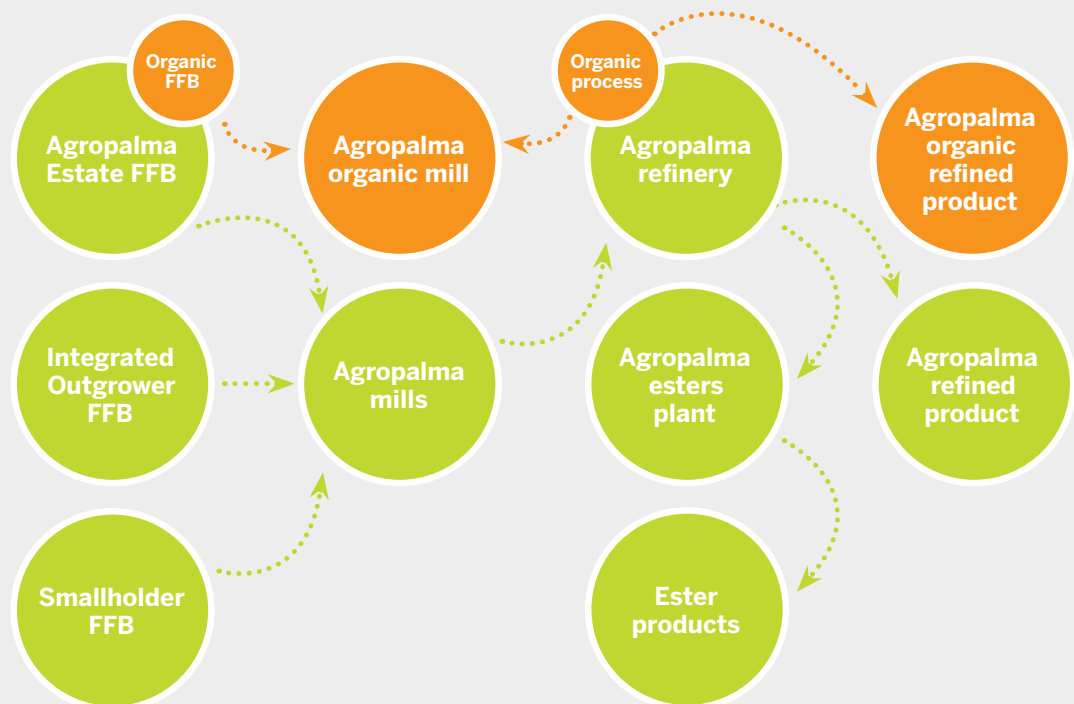 Organic
FFB
Agropalma
Estate FFB
Agropalma
organic mill
Organic
process
Agropalma
refinery
Agropalma
organic
refined
product
Integrated
Outgrower
FFB
Agropalma
mills
Agropalma
esters
plant
Agropalma
refined
product
Smallholder
FFB
Ester
products